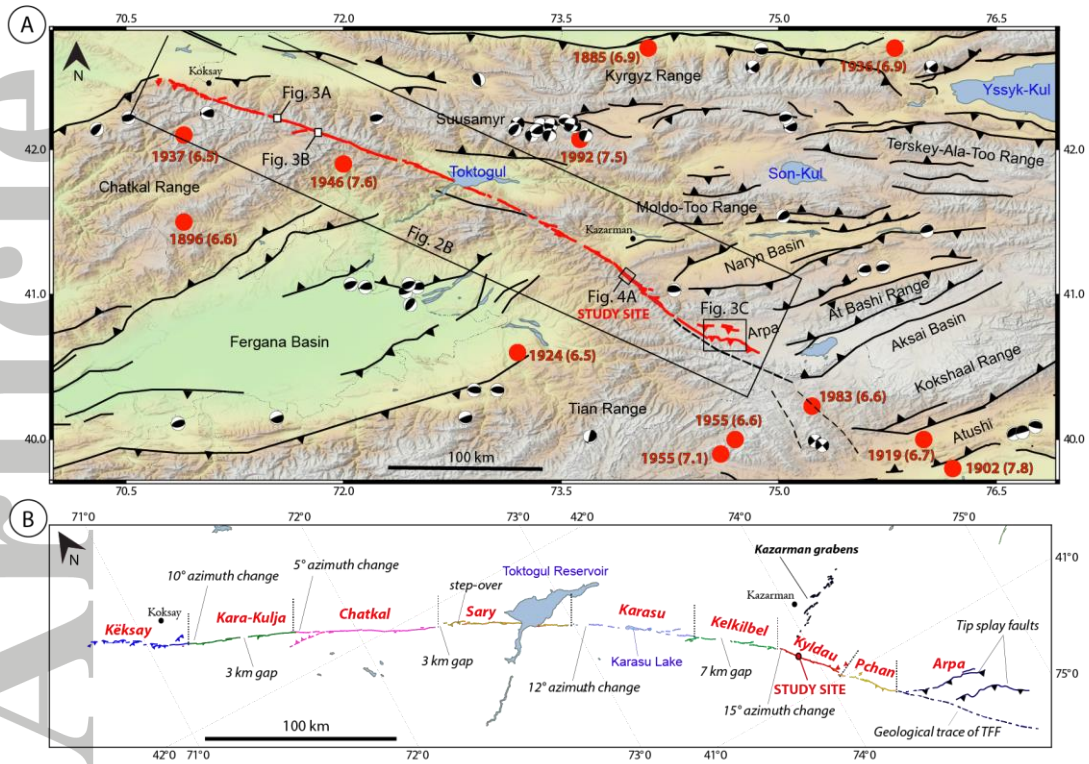 A
70.5 72.0 73.5 75.0 76.5
N
Koksay
Fig. 3A
1885 (6.9)
Kyrgyz Range
1936 (6.9)
Yssyk-Kul
Suusamyr
42.0
1937 (6.5)
Fig. 3B
1992 (7.5)
Terskey-Ala-Too Range
42.0
Chatkal Range
1946 (7.6)
Toktogul
Son-Kul
1896 (6.6)
Moldo-Too Range
Fig. 2B
Kazarman
Naryn Basin
41.0
Fig. 4A
STUDY SITE
Fig. 3C
At Bashi Range
41.0
Arpa
Aksai Basin
Fergana Basin
1924 (6.5)
Kokshaal Range
Tian Range
1983 (6.6)
40.0
1955 (6.6)
Atushi
40.0
100 km
1955 (7.1)
1919 (6.7)
1902 (7.8)
70.5 72.0 73.5 75.0 76.5
B
71°0 72°0 73°0 42°0 74°0 75°0
N
Kazarman grabens
41°0
10° azimuth change
5° azimuth change
step-over
Toktogul Reservoir
Koksay
Kazarman
Këksay
Kara-Kulja
Chatkal
Sary
Karasu
Kelkilbel
Kyldau
Pchan
Arpa
Tip splay faults
3 km gap
3 km gap
Karasu Lake
7 km gap
STUDY SITE
75°0
12° azimuth change
15° azimuth change
Geological trace of TFF
100 km
42°0 71°0 72°0 73°0 41°0 74°0